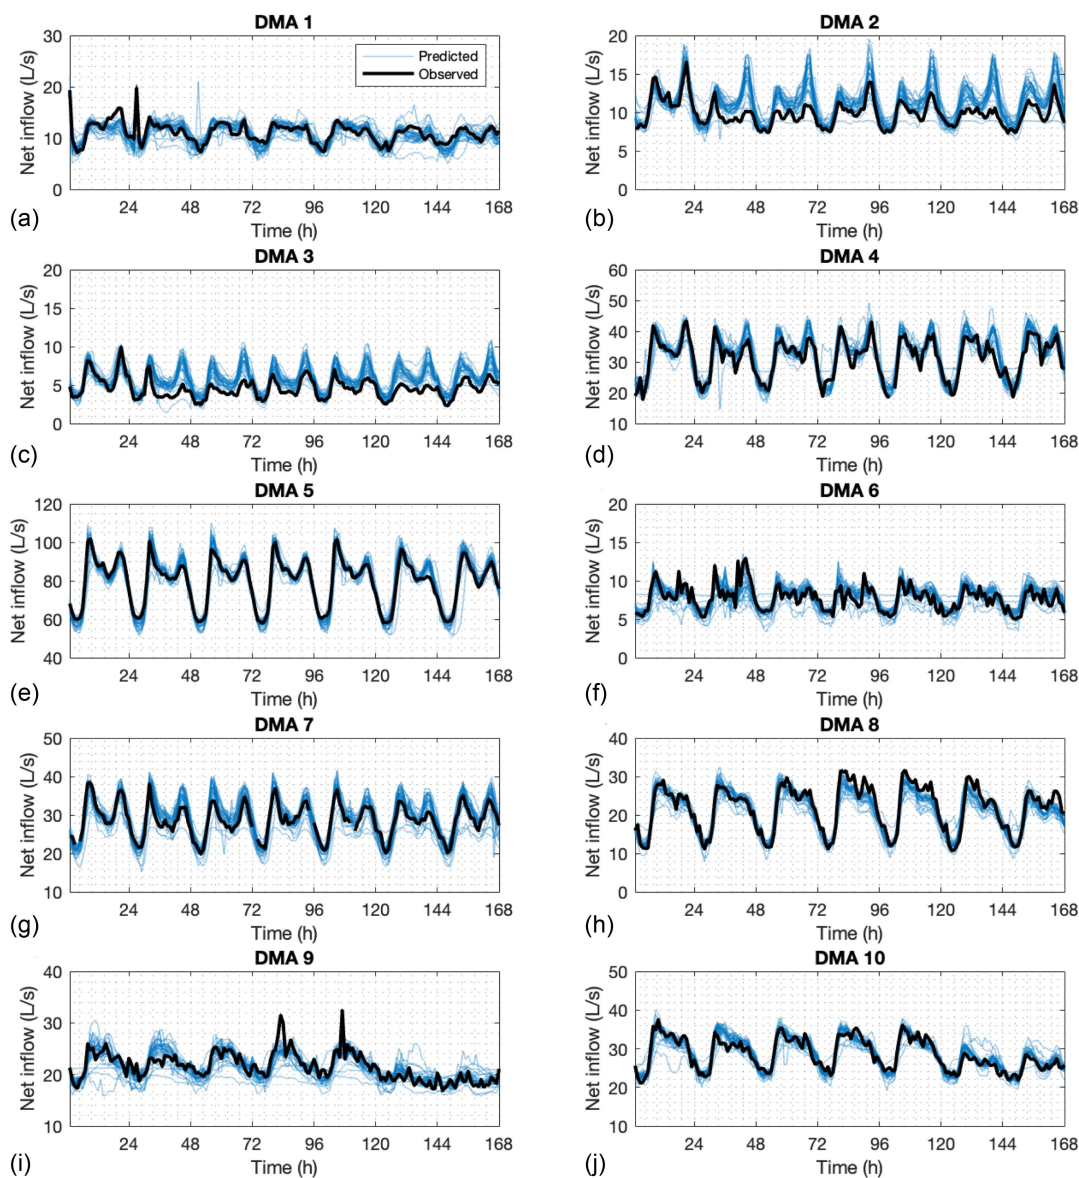 DMA 1
Net inflow (L/s)
30
20
10
0
Predicted
Observed
24 48 72 96 120 144 168
Time (h)
(a)
DMA 2
Net inflow (L/s)
20
15
10
5
0
24 48 72 96 120 144 168
Time (h)
(b)
DMA 3
Net inflow (L/s)
20
15
10
5
0
24 48 72 96 120 144 168
Time (h)
(c)
DMA 4
Net inflow (L/s)
60
50
40
30
20
10
24 48 72 96 120 144 168
Time (h)
(d)
DMA 5
Net inflow (L/s)
120
100
80
60
40
24 48 72 96 120 144 168
Time (h)
(e)
DMA 6
Net inflow (L/s)
20
15
10
5
0
24 48 72 96 120 144 168
Time (h)
(f)
DMA 7
Net inflow (L/s)
50
40
30
20
10
24 48 72 96 120 144 168
Time (h)
(g)
DMA 8
Net inflow (L/s)
40
30
20
10
0
24 48 72 96 120 144 168
Time (h)
(h)
DMA 9
Net inflow (L/s)
40
30
20
10
24 48 72 96 120 144 168
Time (h)
(i)
DMA 10
Net inflow (L/s)
50
40
30
20
10
24 48 72 96 120 144 168
Time (h)
(j)